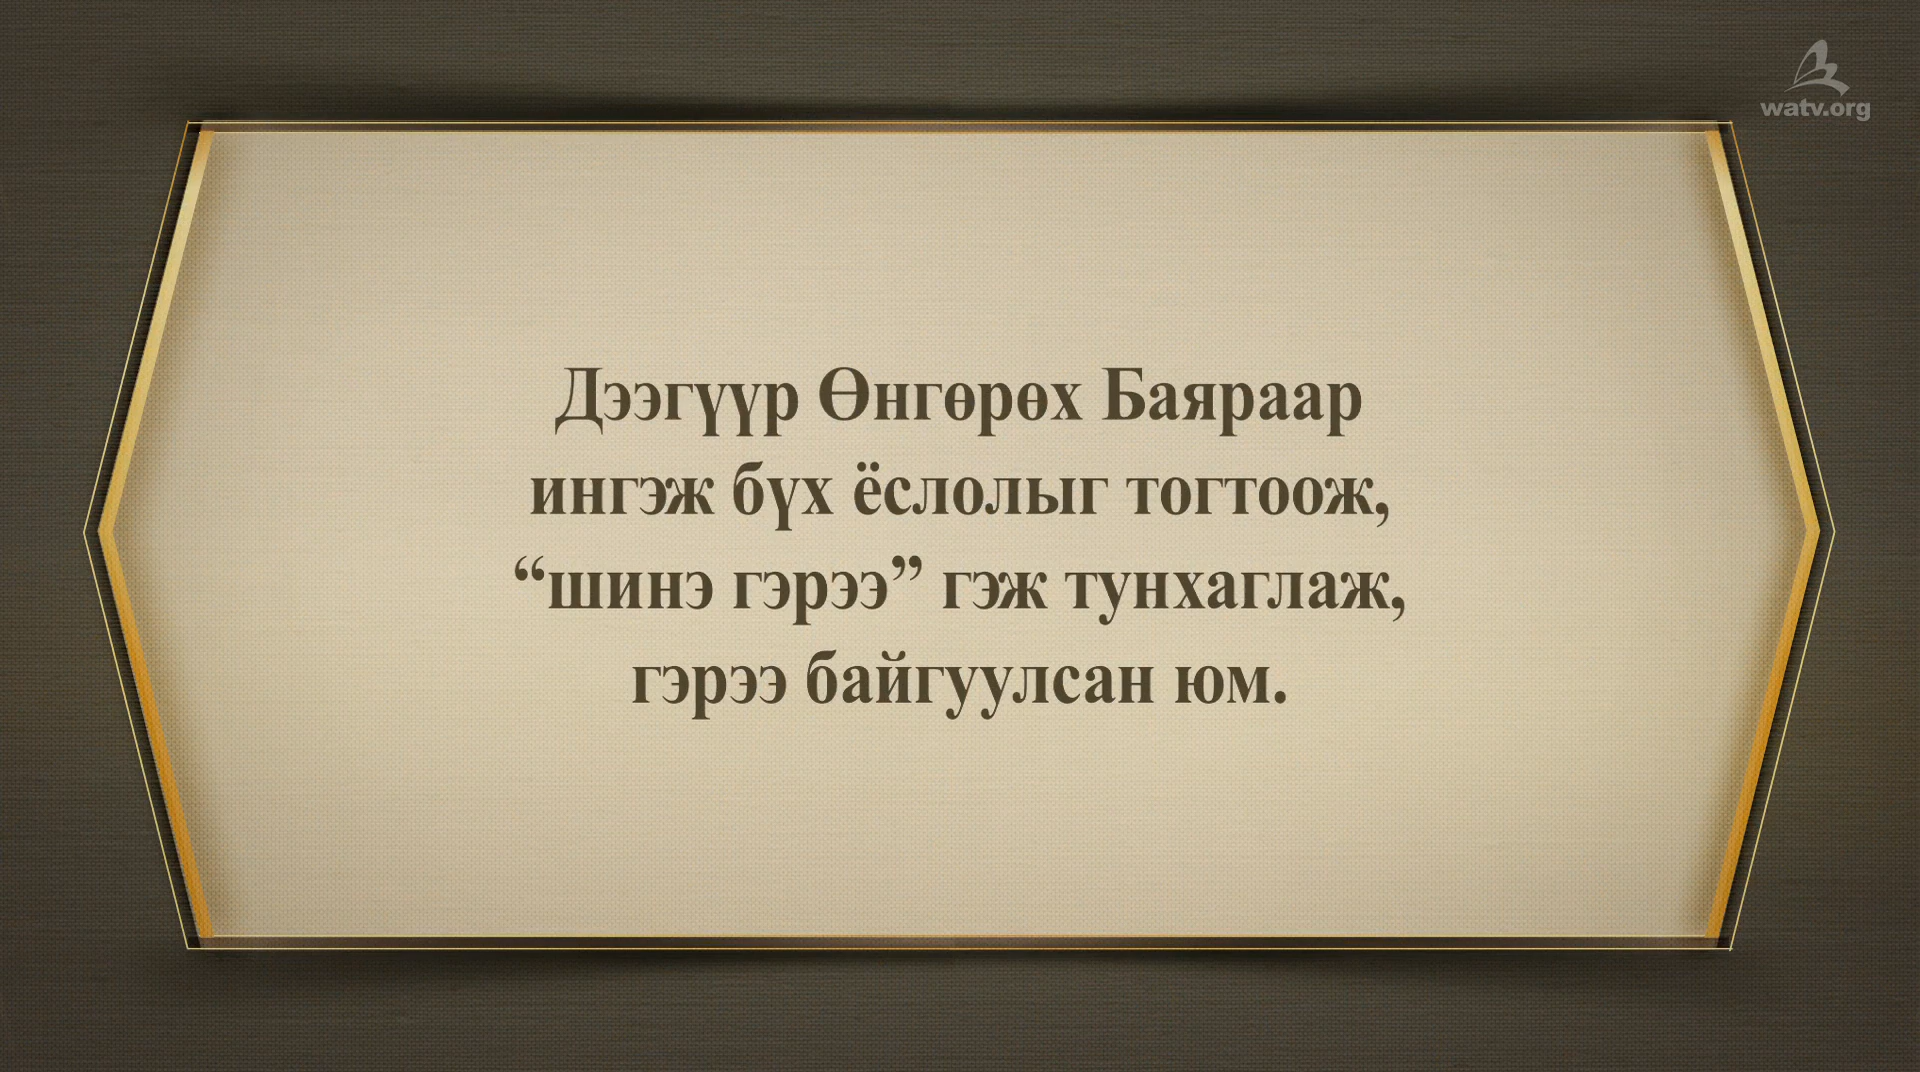 watv.org
Дээгүүр Өнгөрөх Баяраар
ингэж бүх ёслолыг тогтоож,
“шинэ гэрээ” гэж тунхаглаж,
гэрээ байгуулсан юм.